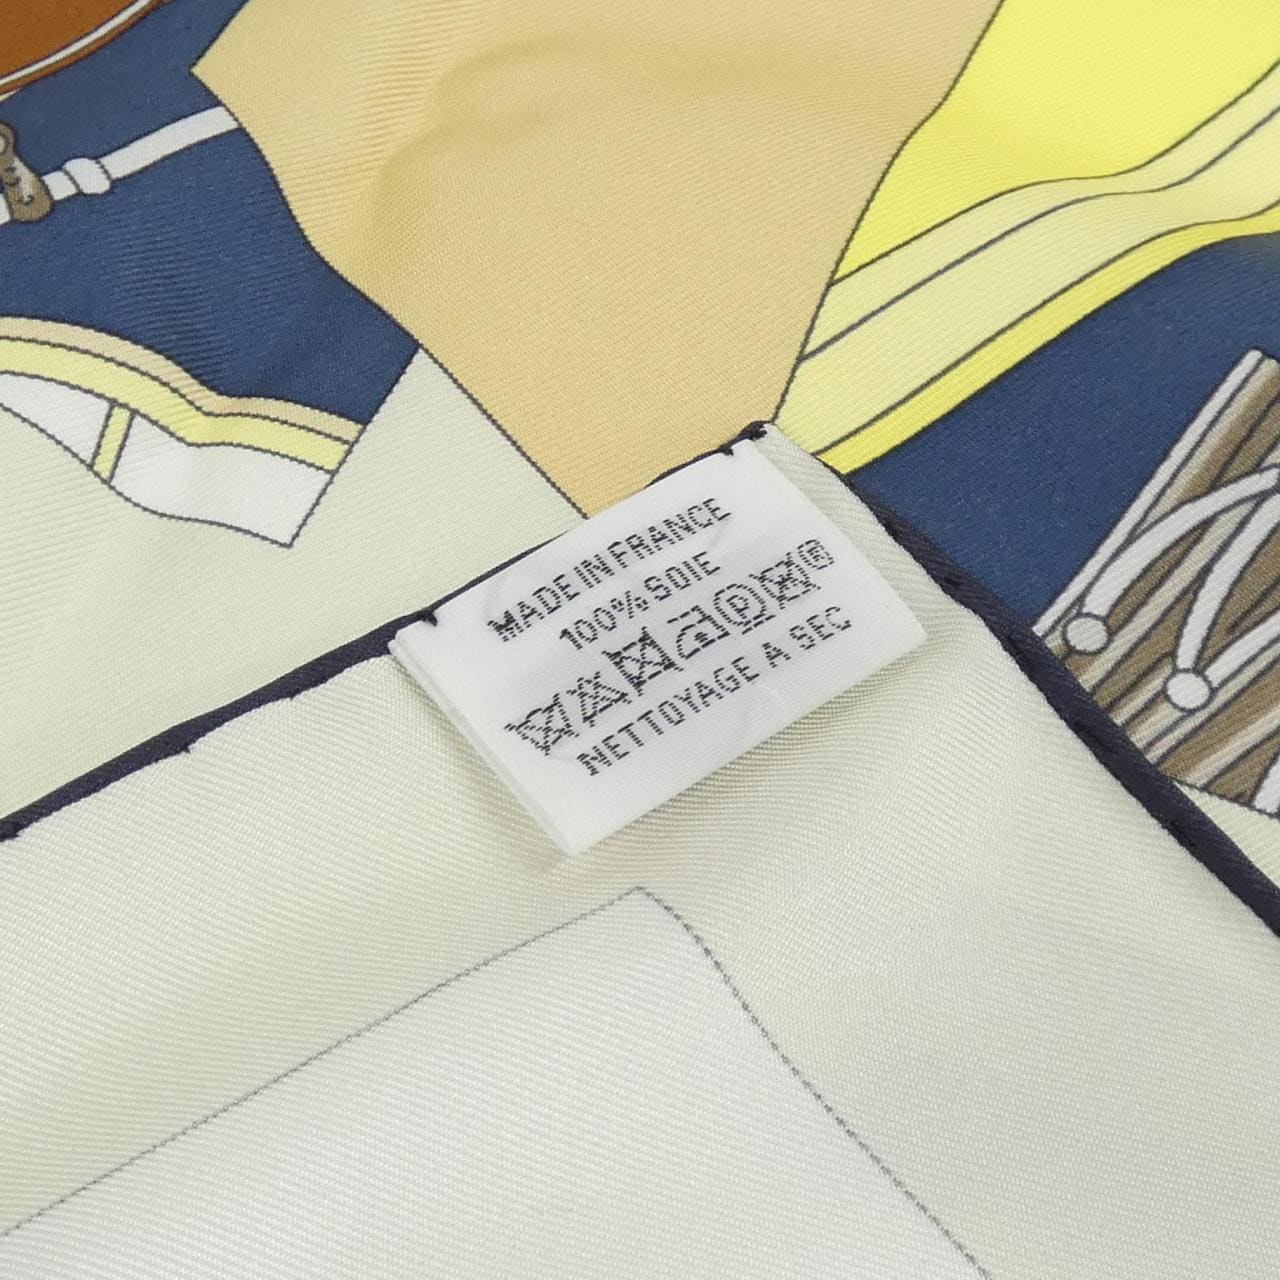 MADE IN FRANCE
100% SOIE
Ⓟ ®
NETTOYAGE A SEC